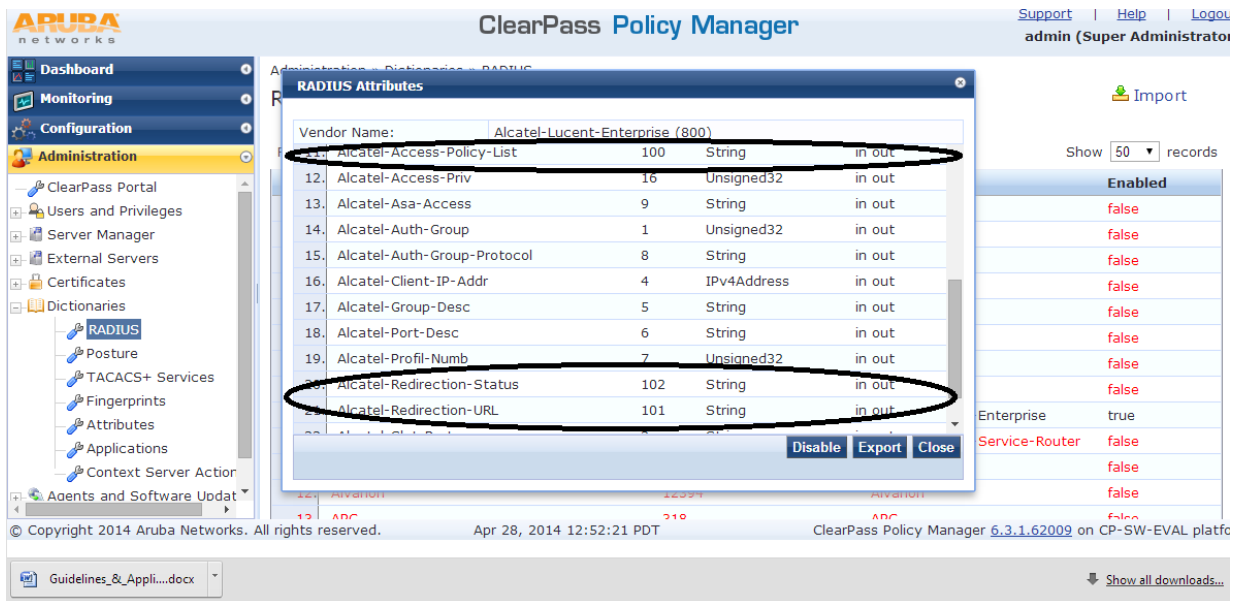 ARUBA
networks
ClearPass Policy Manager
Support | Help | Logou
admin (Super Administrator
Dashboard
Monitoring
Configuration
Administration
ClearPass Portal
Users and Privileges
Server Manager
External Servers
Certificates
Dictionaries
RADIUS
Posture
TACACS+ Services
Fingerprints
Attributes
Applications
Context Server Action
Agents and Software Updat
Administration » Dictionaries » RADIUS
R
Import
Show 50 records
Enabled
false
false
false
false
false
false
false
false
Enterprise true
Service-Router false
false
12. Alvarion 12394 Alvarion false
13. APC 318 APC false
RADIUS Attributes
Vendor Name: Alcatel-Lucent-Enterprise (800)
11. Alcatel-Access-Policy-List 100 String in out
12. Alcatel-Access-Priv 16 Unsigned32 in out
13. Alcatel-Asa-Access 9 String in out
14. Alcatel-Auth-Group 1 Unsigned32 in out
15. Alcatel-Auth-Group-Protocol 8 String in out
16. Alcatel-Client-IP-Addr 4 IPv4Address in out
17. Alcatel-Group-Desc 5 String in out
18. Alcatel-Port-Desc 6 String in out
19. Alcatel-Profil-Numb 7 Unsigned32 in out
20. Alcatel-Redirection-Status 102 String in out
21. Alcatel-Redirection-URL 101 String in out
Disable Export Close
© Copyright 2014 Aruba Networks. All rights reserved. Apr 28, 2014 12:52:21 PDT ClearPass Policy Manager 6.3.1.62009 on CP-SW-EVAL platfo
Guidelines_&_Appli....docx
Show all downloads...